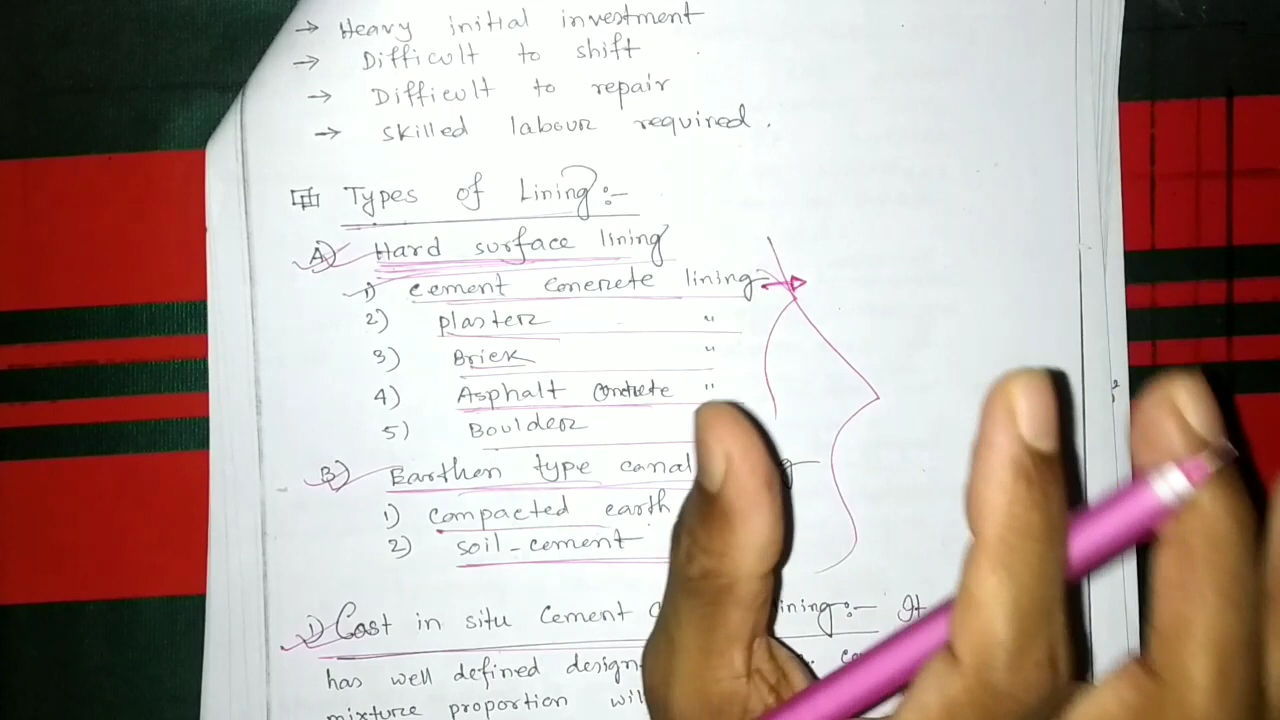 → Heavy initial investment
→ Difficult to shift
→ Difficult to repair
→ Skilled labour required.
Types of Lining:-
A) Hard surface lining
1) cement concrete lining
2) plaster "
3) Brick "
4) Asphalt concrete "
5) Boulder
B) Earthen type canal
1) compacted earth
2) soil-cement
1) Cast in situ cement ining:- It
has well defined design
mixture proportion